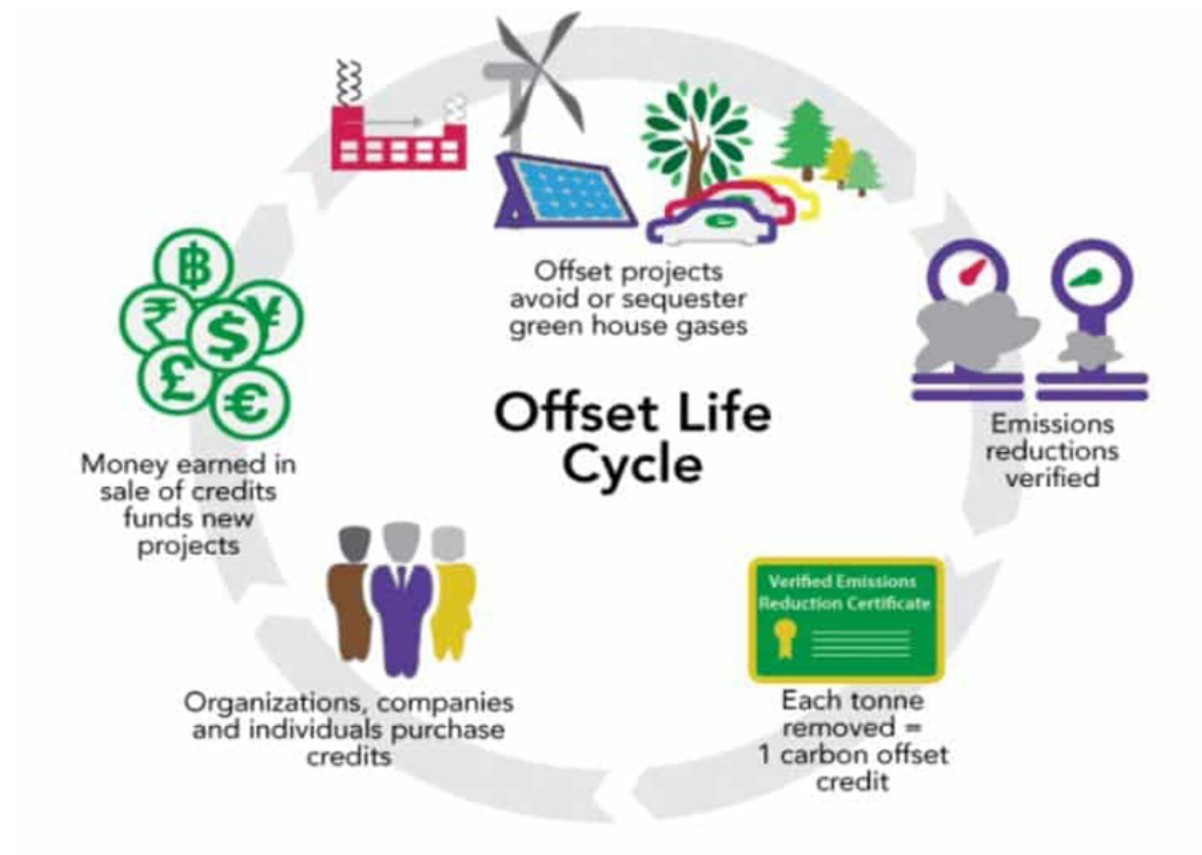 Offset projects
avoid or sequester
green house gases
Offset Life
Cycle
Emissions
reductions
verified
Verified Emissions
Reduction Certificate
Each tonne
removed =
1 carbon offset
credit
Organizations, companies
and individuals purchase
credits
฿
₹
¥
$
£
€
Money earned in
sale of credits
funds new
projects